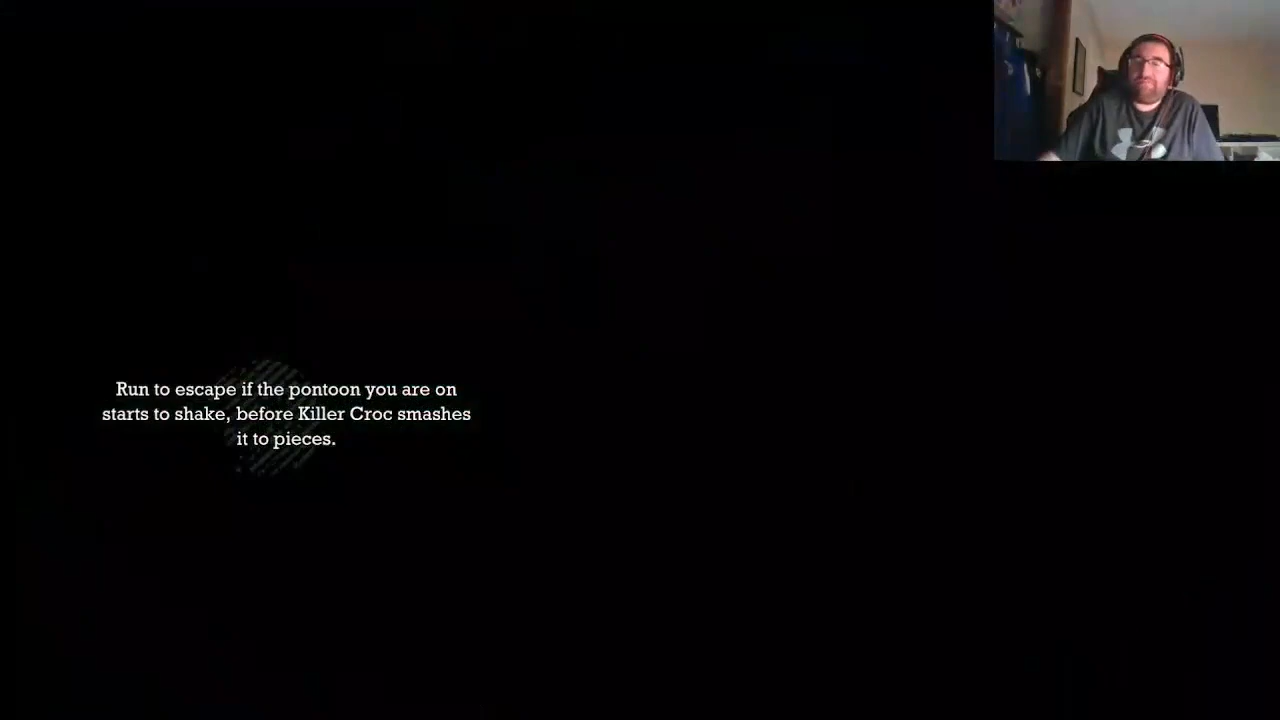 Run to escape if the pontoon you are on
starts to shake, before Killer Croc smashes
it to pieces.